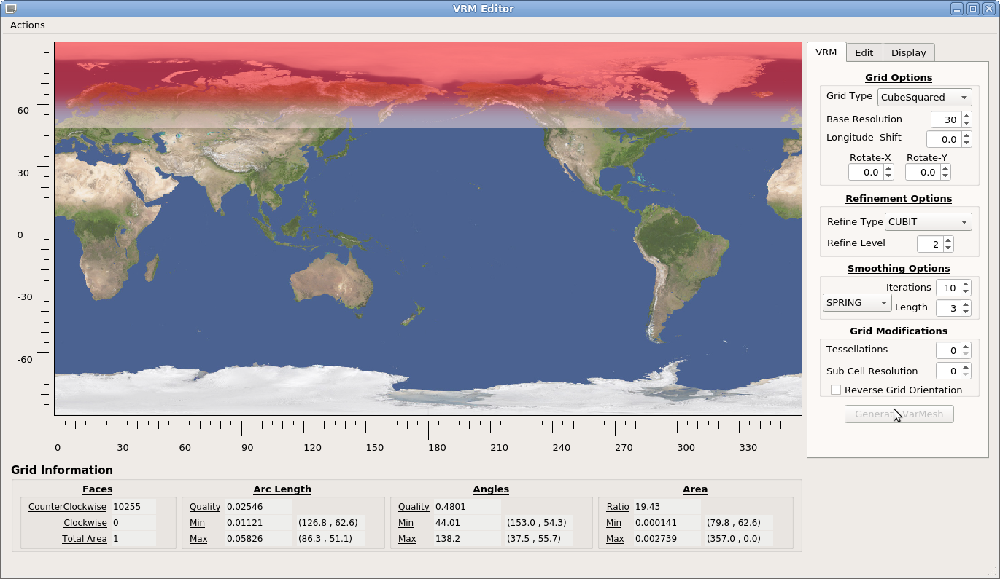 VRM Editor
Actions
VRM Edit Display
60
30
0
-30
-60
0 30 60 90 120 150 180 210 240 270 300 330
Grid Options
Grid Type CubeSquared
Base Resolution 30
Longitude Shift 0.0
Rotate-X Rotate-Y
0.0 0.0
Refinement Options
Refine Type CUBIT
Refine Level 2
Smoothing Options
Iterations 10
SPRING Length 3
Grid Modifications
Tessellations 0
Sub Cell Resolution 0
Reverse Grid Orientation
Generate VarMesh
Grid Information
Faces Arc Length Angles Area
CounterClockwise 10255 Quality 0.02546 Quality 0.4801 Ratio 19.43
Clockwise 0 Min 0.01121 (126.8 , 62.6) Min 44.01 (153.0 , 54.3) Min 0.000141 (79.8 , 62.6)
Total Area 1 Max 0.05826 (86.3 , 51.1) Max 138.2 (37.5 , 55.7) Max 0.002739 (357.0 , 0.0)